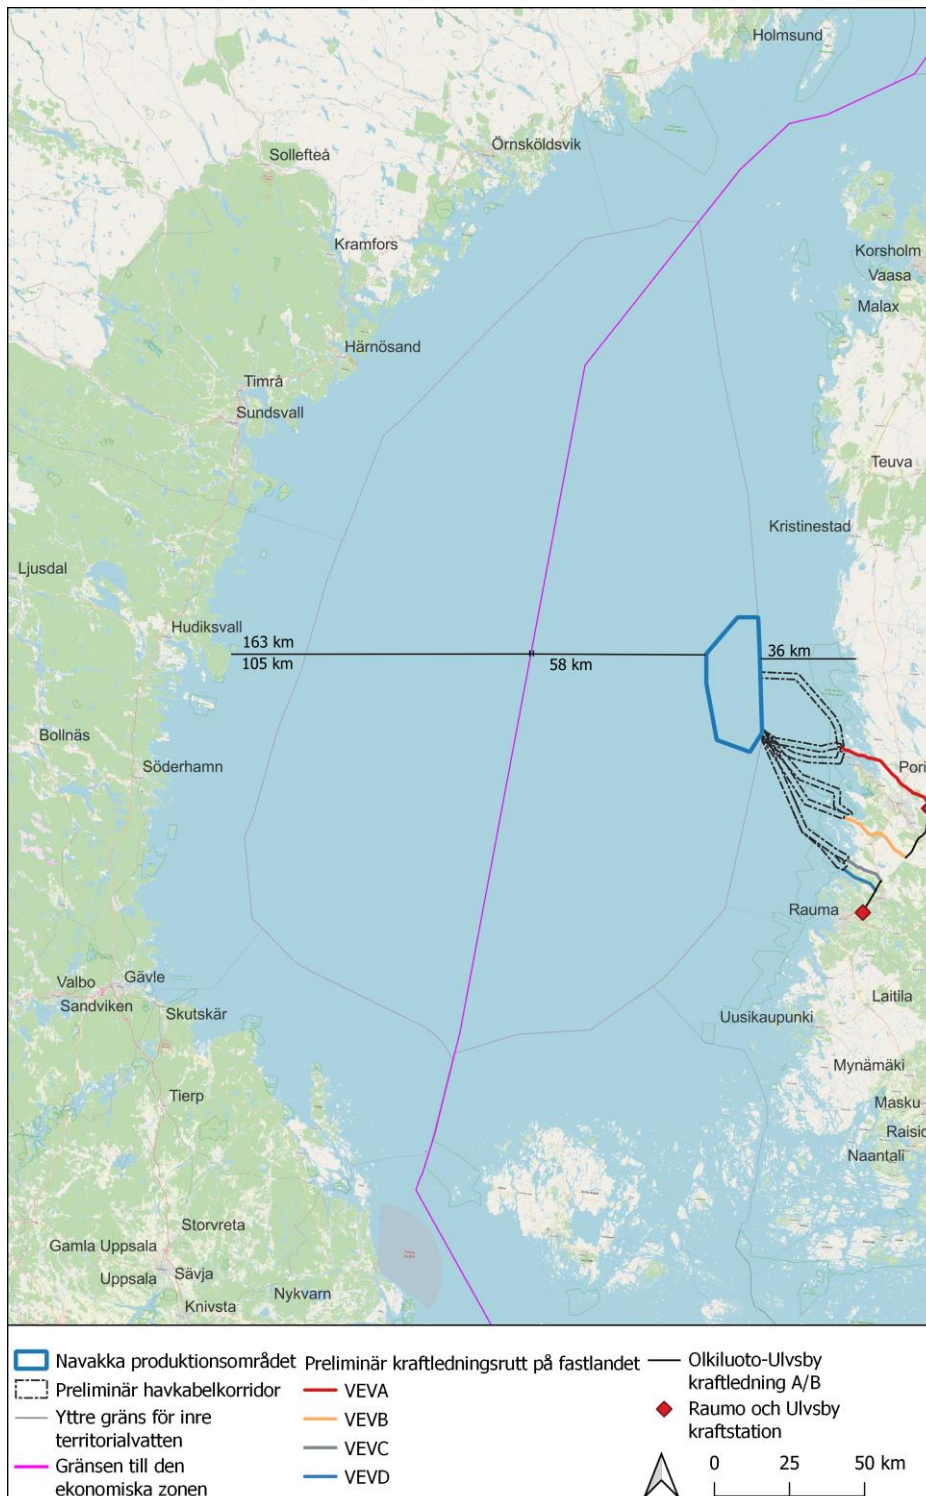 Holmsund
Örnsköldsvik
Sollefteå
Kramfors
Korsholm
Vaasa
Malax
Härnösand
Timrå
Sundsvall
Teuva
Kristinestad
Ljusdal
Hudiksvall
163 km
105 km
58 km
36 km
Bollnäs
Söderhamn
Pori
Rauma
Valbo
Gävle
Sandviken
Skutskär
Laitila
Uusikaupunki
Mynämäki
Tierp
Masku
Raisio
Naantali
Storvreta
Gamla Uppsala
Uppsala
Sävja
Nykvarn
Knivsta
Navakka produktionsområdet
Preliminär havkabelkorridor
Yttre gräns för inre
territorialvatten
Gränsen till den
ekonomiska zonen
Preliminär kraftledningsrutt på fastlandet
VEVA
VEVB
VEVC
VEVD
Olkiluoto-Ulvsby
kraftledning A/B
Raumo och Ulvsby
kraftstation
0 25 50 km